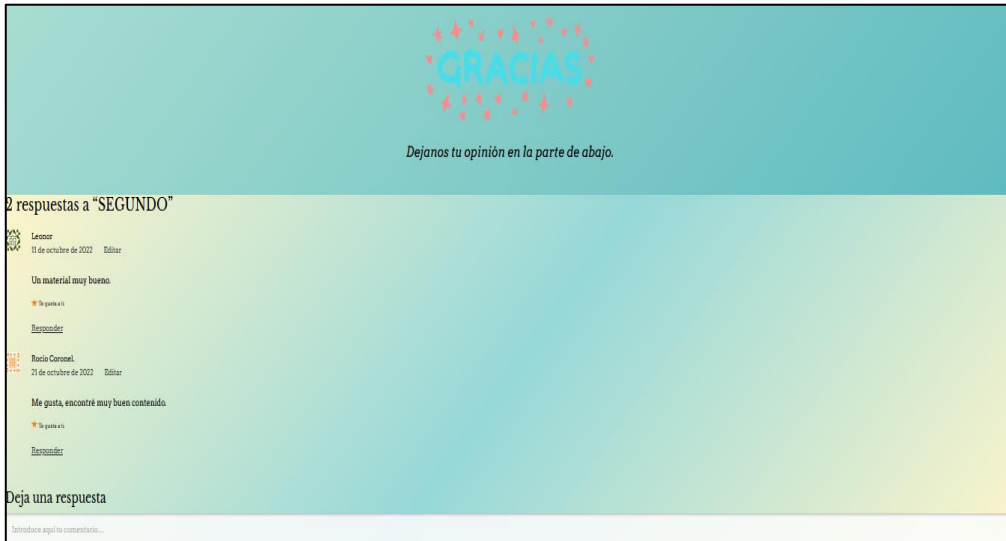 GRACIAS
Dejanos tu opinión en la parte de abajo.
2 respuestas a “SEGUNDO”
Leonor
11 de octubre de 2022 Editar
Un material muy bueno.
Te gusta a ti
Responder
Rocio Coronel.
21 de octubre de 2022 Editar
Me gusta, encontré muy buen contenido.
Te gusta a ti
Responder
Deja una respuesta
Introduce aquí tu comentario...